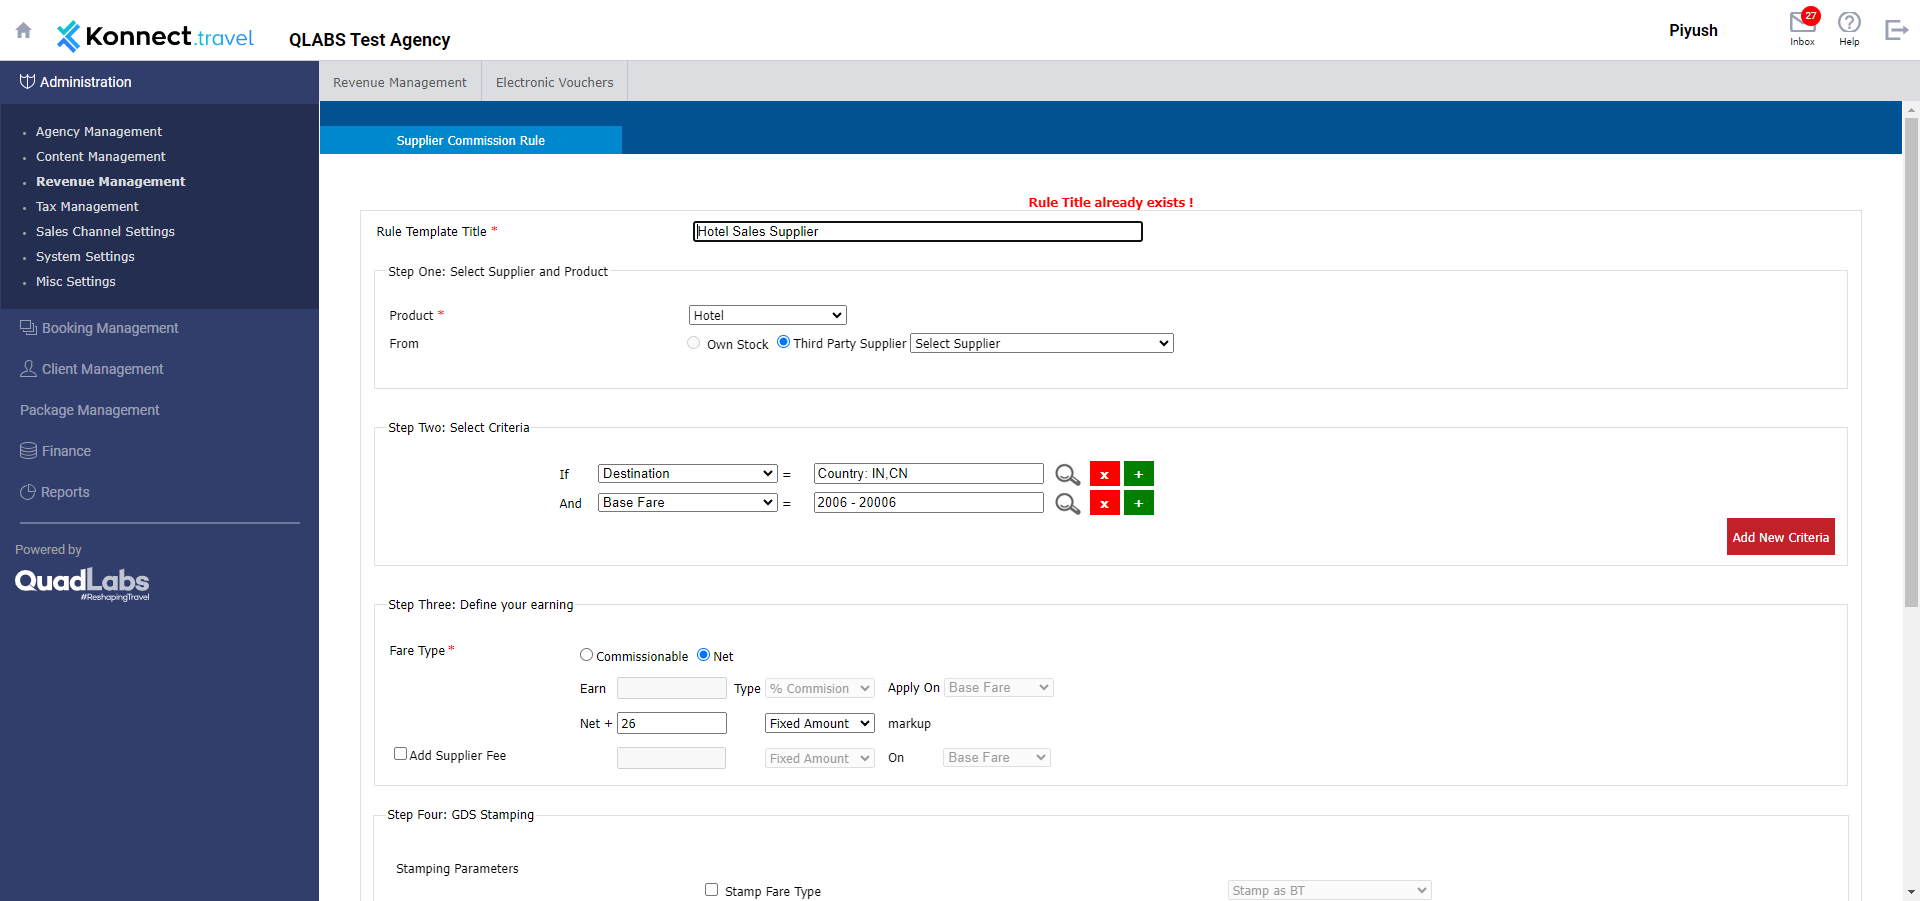 Konnect.travel
QLABS Test Agency
Piyush
27
Inbox
Help
Administration
Agency Management
Content Management
Revenue Management
Tax Management
Sales Channel Settings
System Settings
Misc Settings
Booking Management
Client Management
Package Management
Finance
Reports
Powered by
QuadLabs
#ReshapingTravel
Revenue Management
Electronic Vouchers
Supplier Commission Rule
Rule Title already exists !
Rule Template Title * Hotel Sales Supplier
Step One: Select Supplier and Product
Product * Hotel
From Own Stock Third Party Supplier Select Supplier
Step Two: Select Criteria
If Destination = Country: IN,CN x +
And Base Fare = 2006 - 20006 x +
Add New Criteria
Step Three: Define your earning
Fare Type * Commissionable Net
Earn Type % Commision Apply On Base Fare
Net + 26 Fixed Amount markup
Add Supplier Fee Fixed Amount On Base Fare
Step Four: GDS Stamping
Stamping Parameters
Stamp Fare Type Stamp as BT